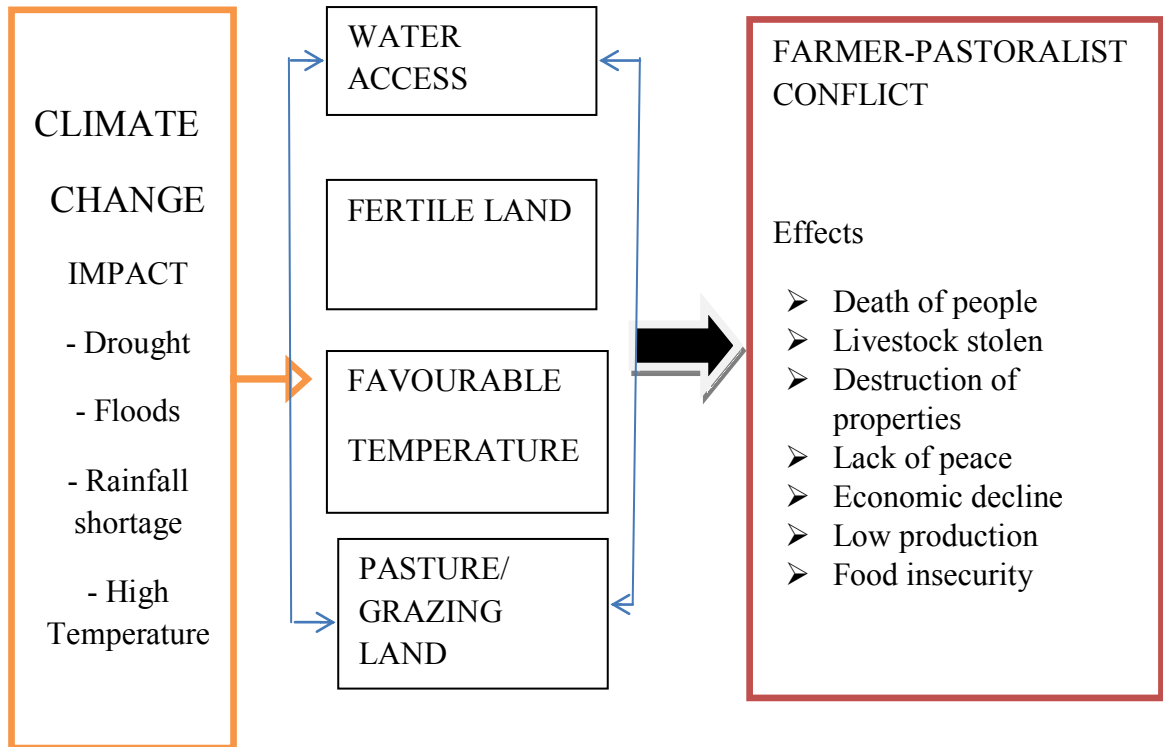 CLIMATE
CHANGE
IMPACT
- Drought
- Floods
- Rainfall
shortage
- High
Temperature
WATER
ACCESS
FERTILE LAND
FAVOURABLE
TEMPERATURE
PASTURE/
GRAZING
LAND
FARMER-PASTORALIST
CONFLICT
Effects
➢ Death of people
➢ Livestock stolen
➢ Destruction of
properties
➢ Lack of peace
➢ Economic decline
➢ Low production
➢ Food insecurity